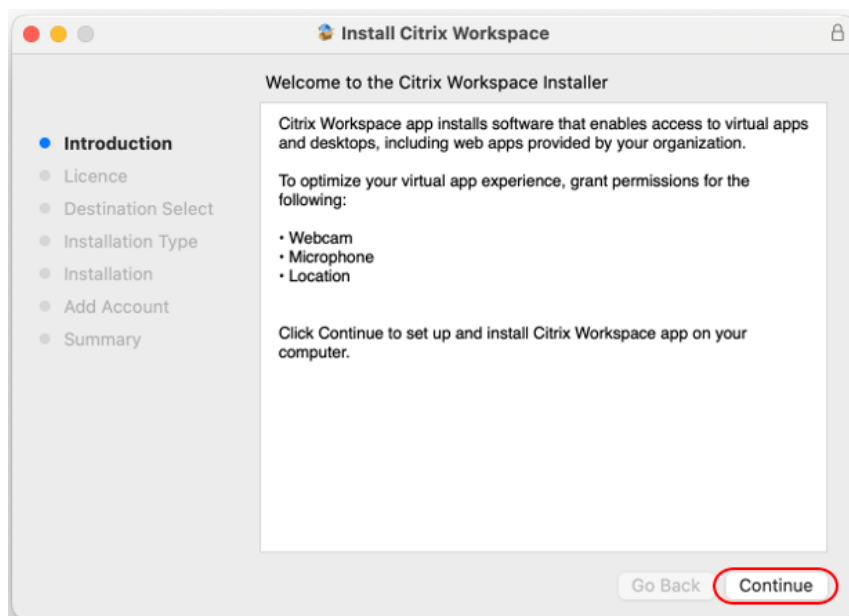 Install Citrix Workspace
Welcome to the Citrix Workspace Installer
Introduction
Licence
Destination Select
Installation Type
Installation
Add Account
Summary
Citrix Workspace app installs software that enables access to virtual apps
and desktops, including web apps provided by your organization.
To optimize your virtual app experience, grant permissions for the
following:
• Webcam
• Microphone
• Location
Click Continue to set up and install Citrix Workspace app on your
computer.
Go Back
Continue